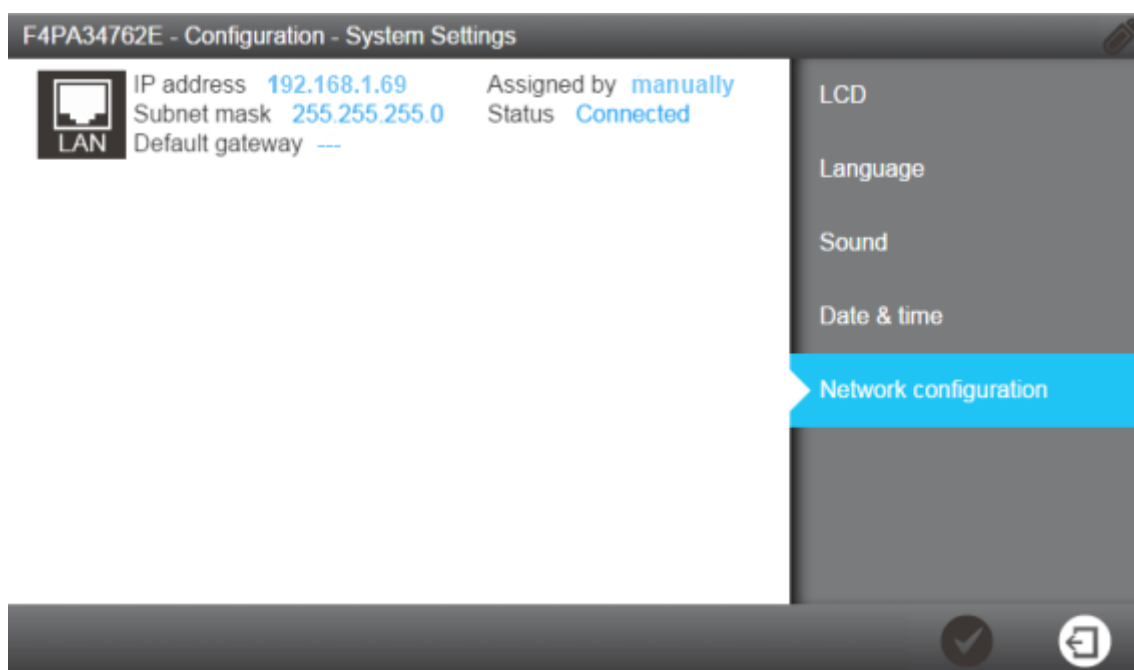 F4PA34762E - Configuration - System Settings
IP address 192.168.1.69 Assigned by manually
Subnet mask 255.255.255.0 Status Connected
LAN Default gateway ---
LCD
Language
Sound
Date & time
Network configuration